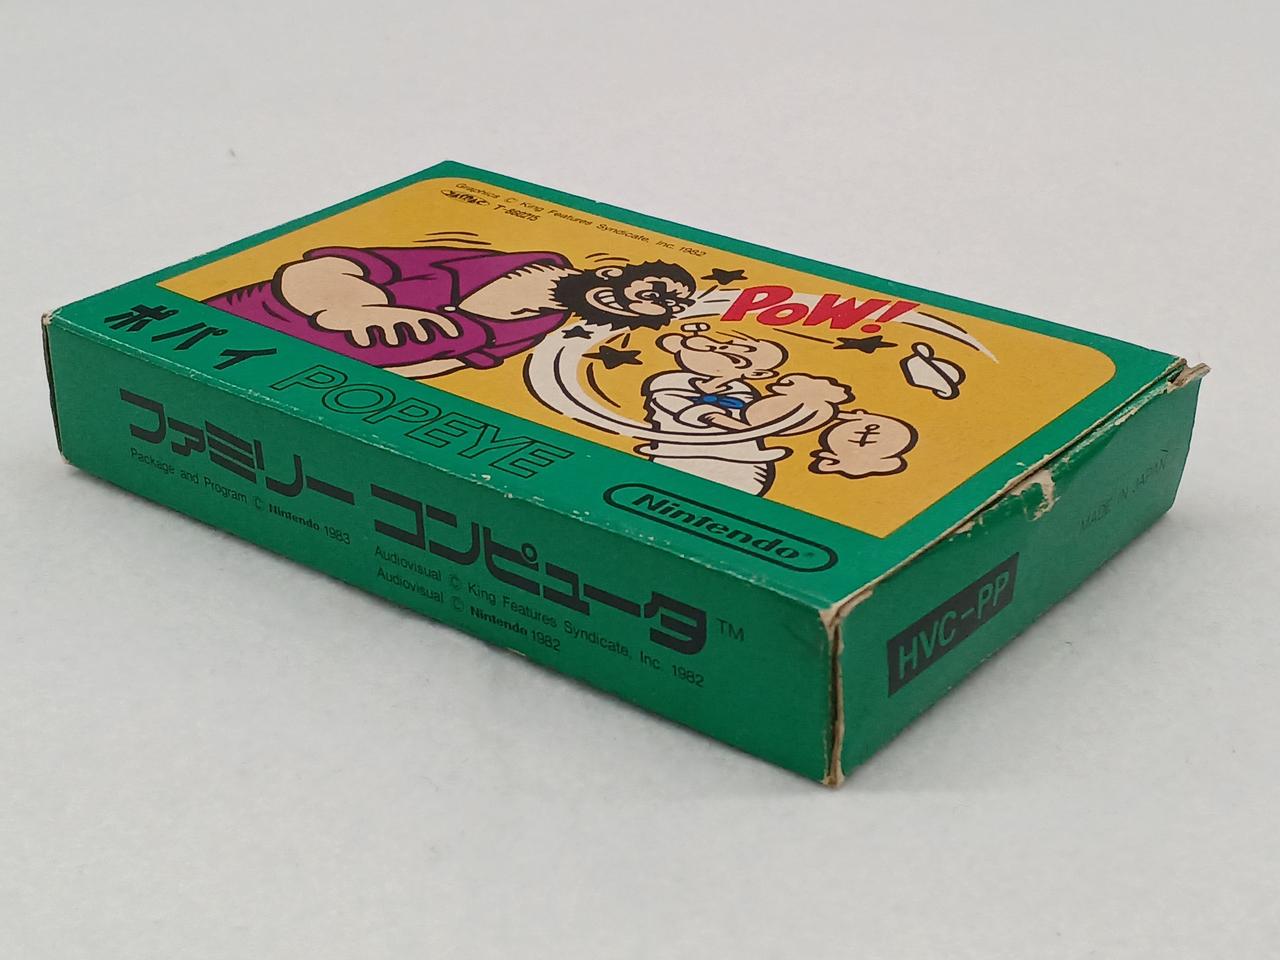 Graphics © King Features Syndicate, Inc. 1982
T-892215
POW!
ポパイ POPEYE
Nintendo®
ファミリー コンピュータ™
Package and Program © Nintendo 1983
Audiovisual © King Features Syndicate, Inc. 1982
Audiovisual © Nintendo 1982
HVC-PP
MADE IN JAPAN